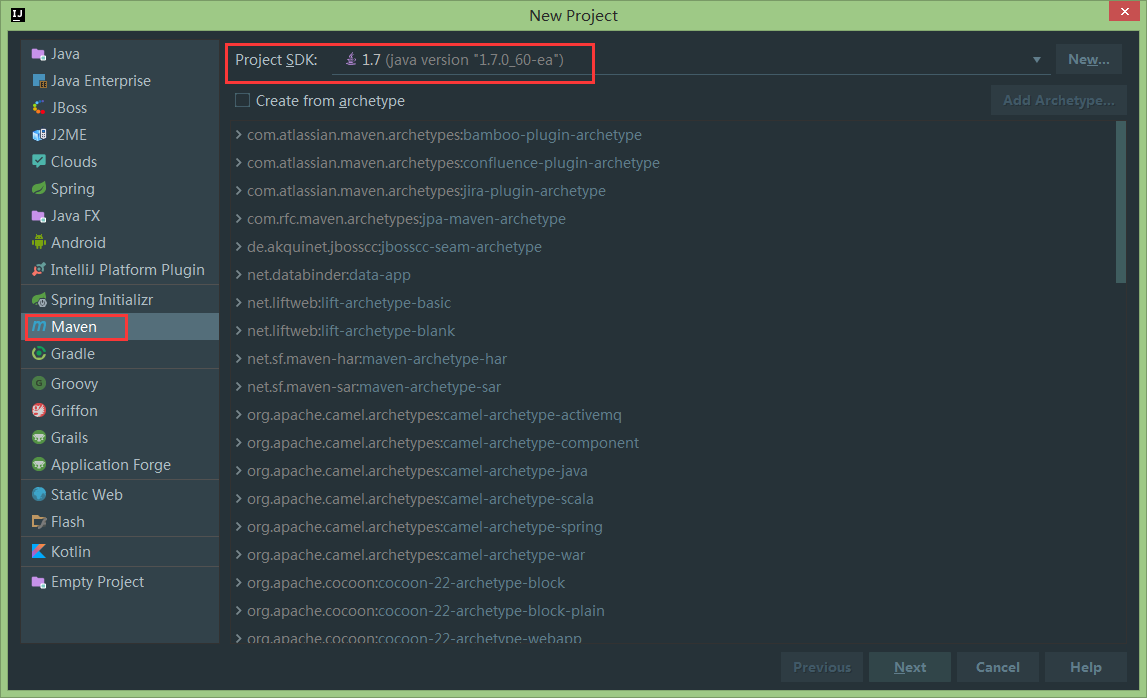 IJ
New Project
Java
Java Enterprise
JBoss
J2ME
Clouds
Spring
Java FX
Android
IntelliJ Platform Plugin
Spring Initializr
Maven
Gradle
Groovy
Griffon
Grails
Application Forge
Static Web
Flash
Kotlin
Empty Project
Project SDK: 1.7 (java version "1.7.0_60-ea") New...
Create from archetype Add Archetype...
com.atlassian.maven.archetypes:bamboo-plugin-archetype
com.atlassian.maven.archetypes:confluence-plugin-archetype
com.atlassian.maven.archetypes:jira-plugin-archetype
com.rfc.maven.archetypes:jpa-maven-archetype
de.akquinet.jbosscc:jbosscc-seam-archetype
net.databinder:data-app
net.liftweb:lift-archetype-basic
net.liftweb:lift-archetype-blank
net.sf.maven-har:maven-archetype-har
net.sf.maven-sar:maven-archetype-sar
org.apache.camel.archetypes:camel-archetype-activemq
org.apache.camel.archetypes:camel-archetype-component
org.apache.camel.archetypes:camel-archetype-java
org.apache.camel.archetypes:camel-archetype-scala
org.apache.camel.archetypes:camel-archetype-spring
org.apache.camel.archetypes:camel-archetype-war
org.apache.cocoon:cocoon-22-archetype-block
org.apache.cocoon:cocoon-22-archetype-block-plain
org.apache.cocoon:cocoon-22-archetype-webapp
Previous Next Cancel Help